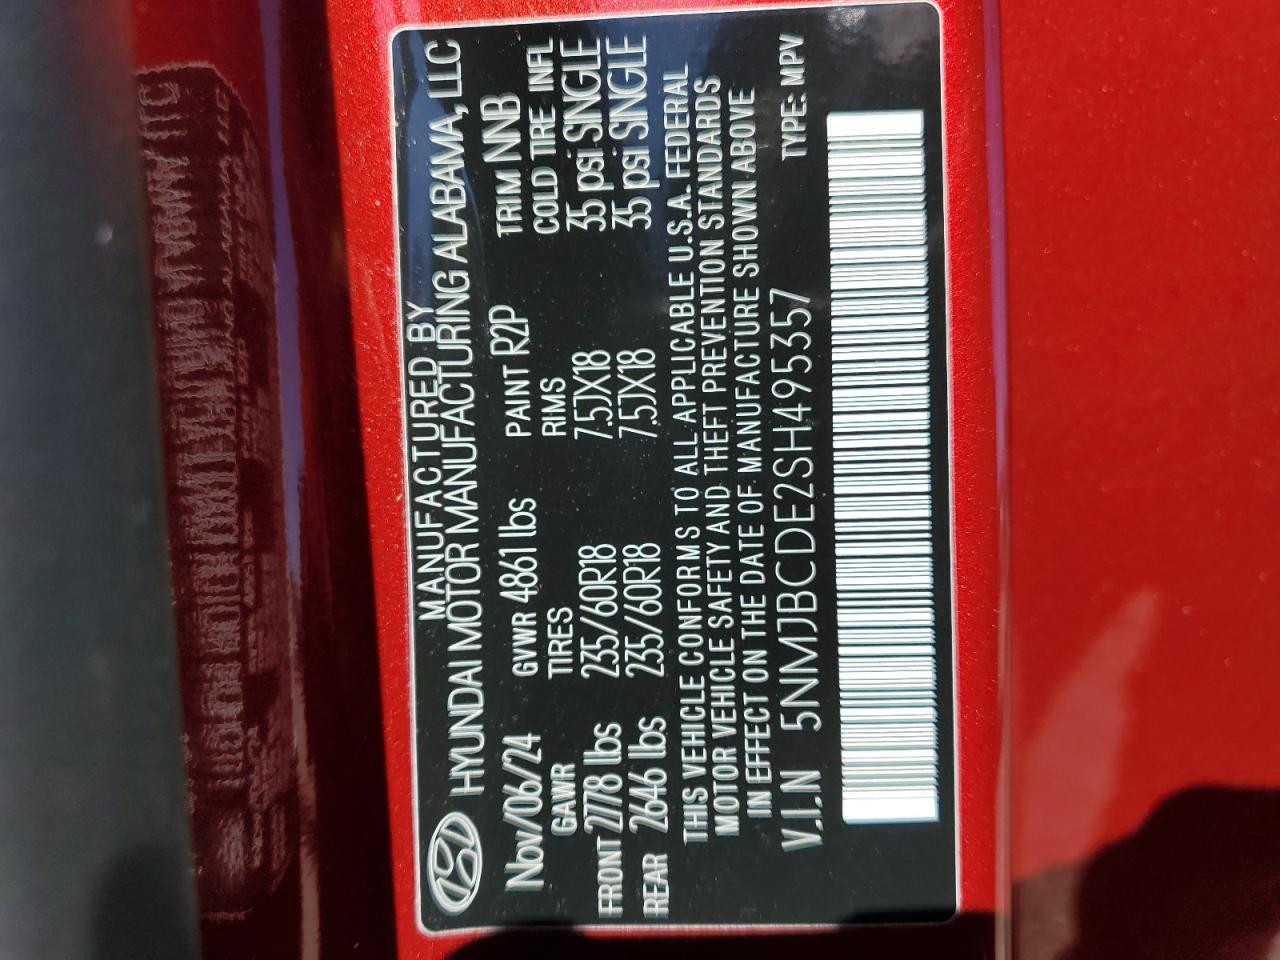 MANUFACTURED BY
HYUNDAI MOTOR MANUFACTURING ALABAMA, LLC
Nov/06/24 GVWR 4861 lbs PAINT R2P TRIM NNB
GAWR TIRES RIMS COLD TIRE INFL
FRONT 2778 lbs 235/60R18 7.5JX18 35 psi SINGLE
REAR 2646 lbs 235/60R18 7.5JX18 35 psi SINGLE
THIS VEHICLE CONFORMS TO ALL APPLICABLE U.S.A. FEDERAL
MOTOR VEHICLE SAFETY AND THEFT PREVENTION STANDARDS
IN EFFECT ON THE DATE OF MANUFACTURE SHOWN ABOVE
V.I.N 5NMJBCDE2SH495357 TYPE: MPV